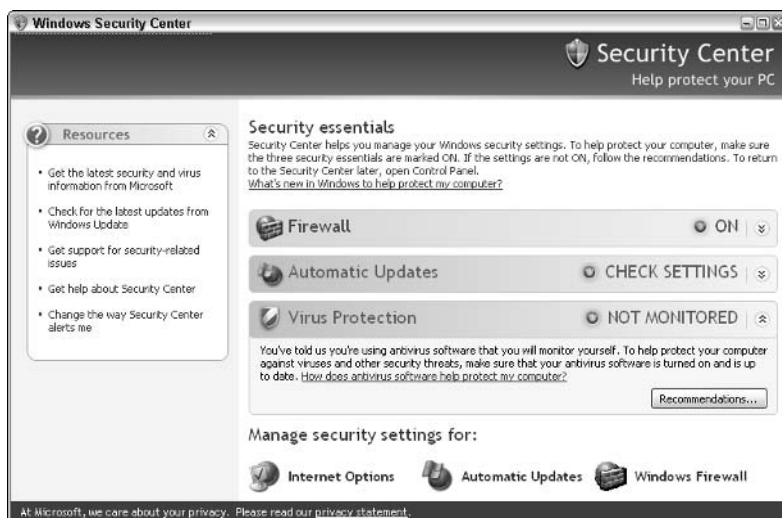 Windows Security Center
Security Center
Help protect your PC
Resources
• Get the latest security and virus
information from Microsoft
• Check for the latest updates from
Windows Update
• Get support for security-related
issues
• Get help about Security Center
• Change the way Security Center
alerts me
Security essentials
Security Center helps you manage your Windows security settings. To help protect your computer, make sure
the three security essentials are marked ON. If the settings are not ON, follow the recommendations. To return
to the Security Center later, open Control Panel.
What's new in Windows to help protect my computer?
Firewall ON
Automatic Updates CHECK SETTINGS
Virus Protection NOT MONITORED
You've told us you're using antivirus software that you will monitor yourself. To help protect your computer
against viruses and other security threats, make sure that your antivirus software is turned on and is up
to date. How does antivirus software help protect my computer?
Recommendations...
Manage security settings for:
Internet Options Automatic Updates Windows Firewall
At Microsoft, we care about your privacy. Please read our privacy statement.